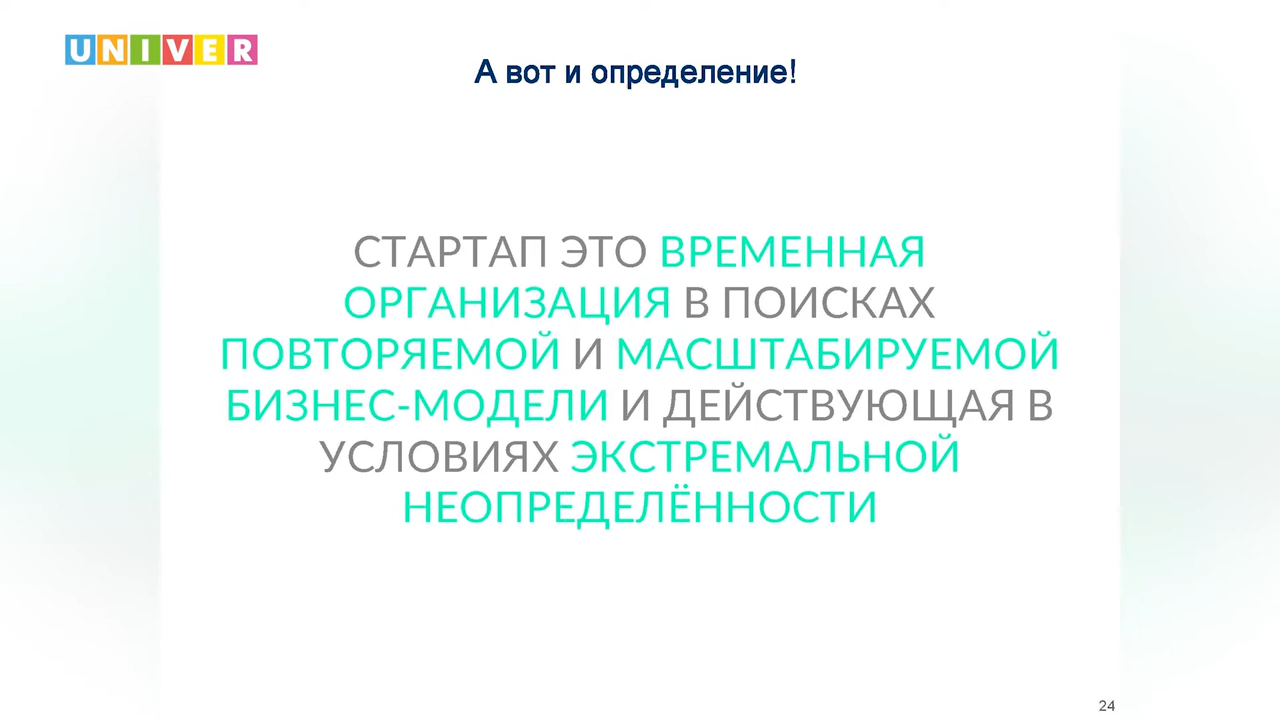 UNIVER
А вот и определение!
СТАРТАП ЭТО ВРЕМЕННАЯ
ОРГАНИЗАЦИЯ В ПОИСКАХ
ПОВТОРЯЕМОЙ И МАСШТАБИРУЕМОЙ
БИЗНЕС-МОДЕЛИ И ДЕЙСТВУЮЩАЯ В
УСЛОВИЯХ ЭКСТРЕМАЛЬНОЙ
НЕОПРЕДЕЛЁННОСТИ
24